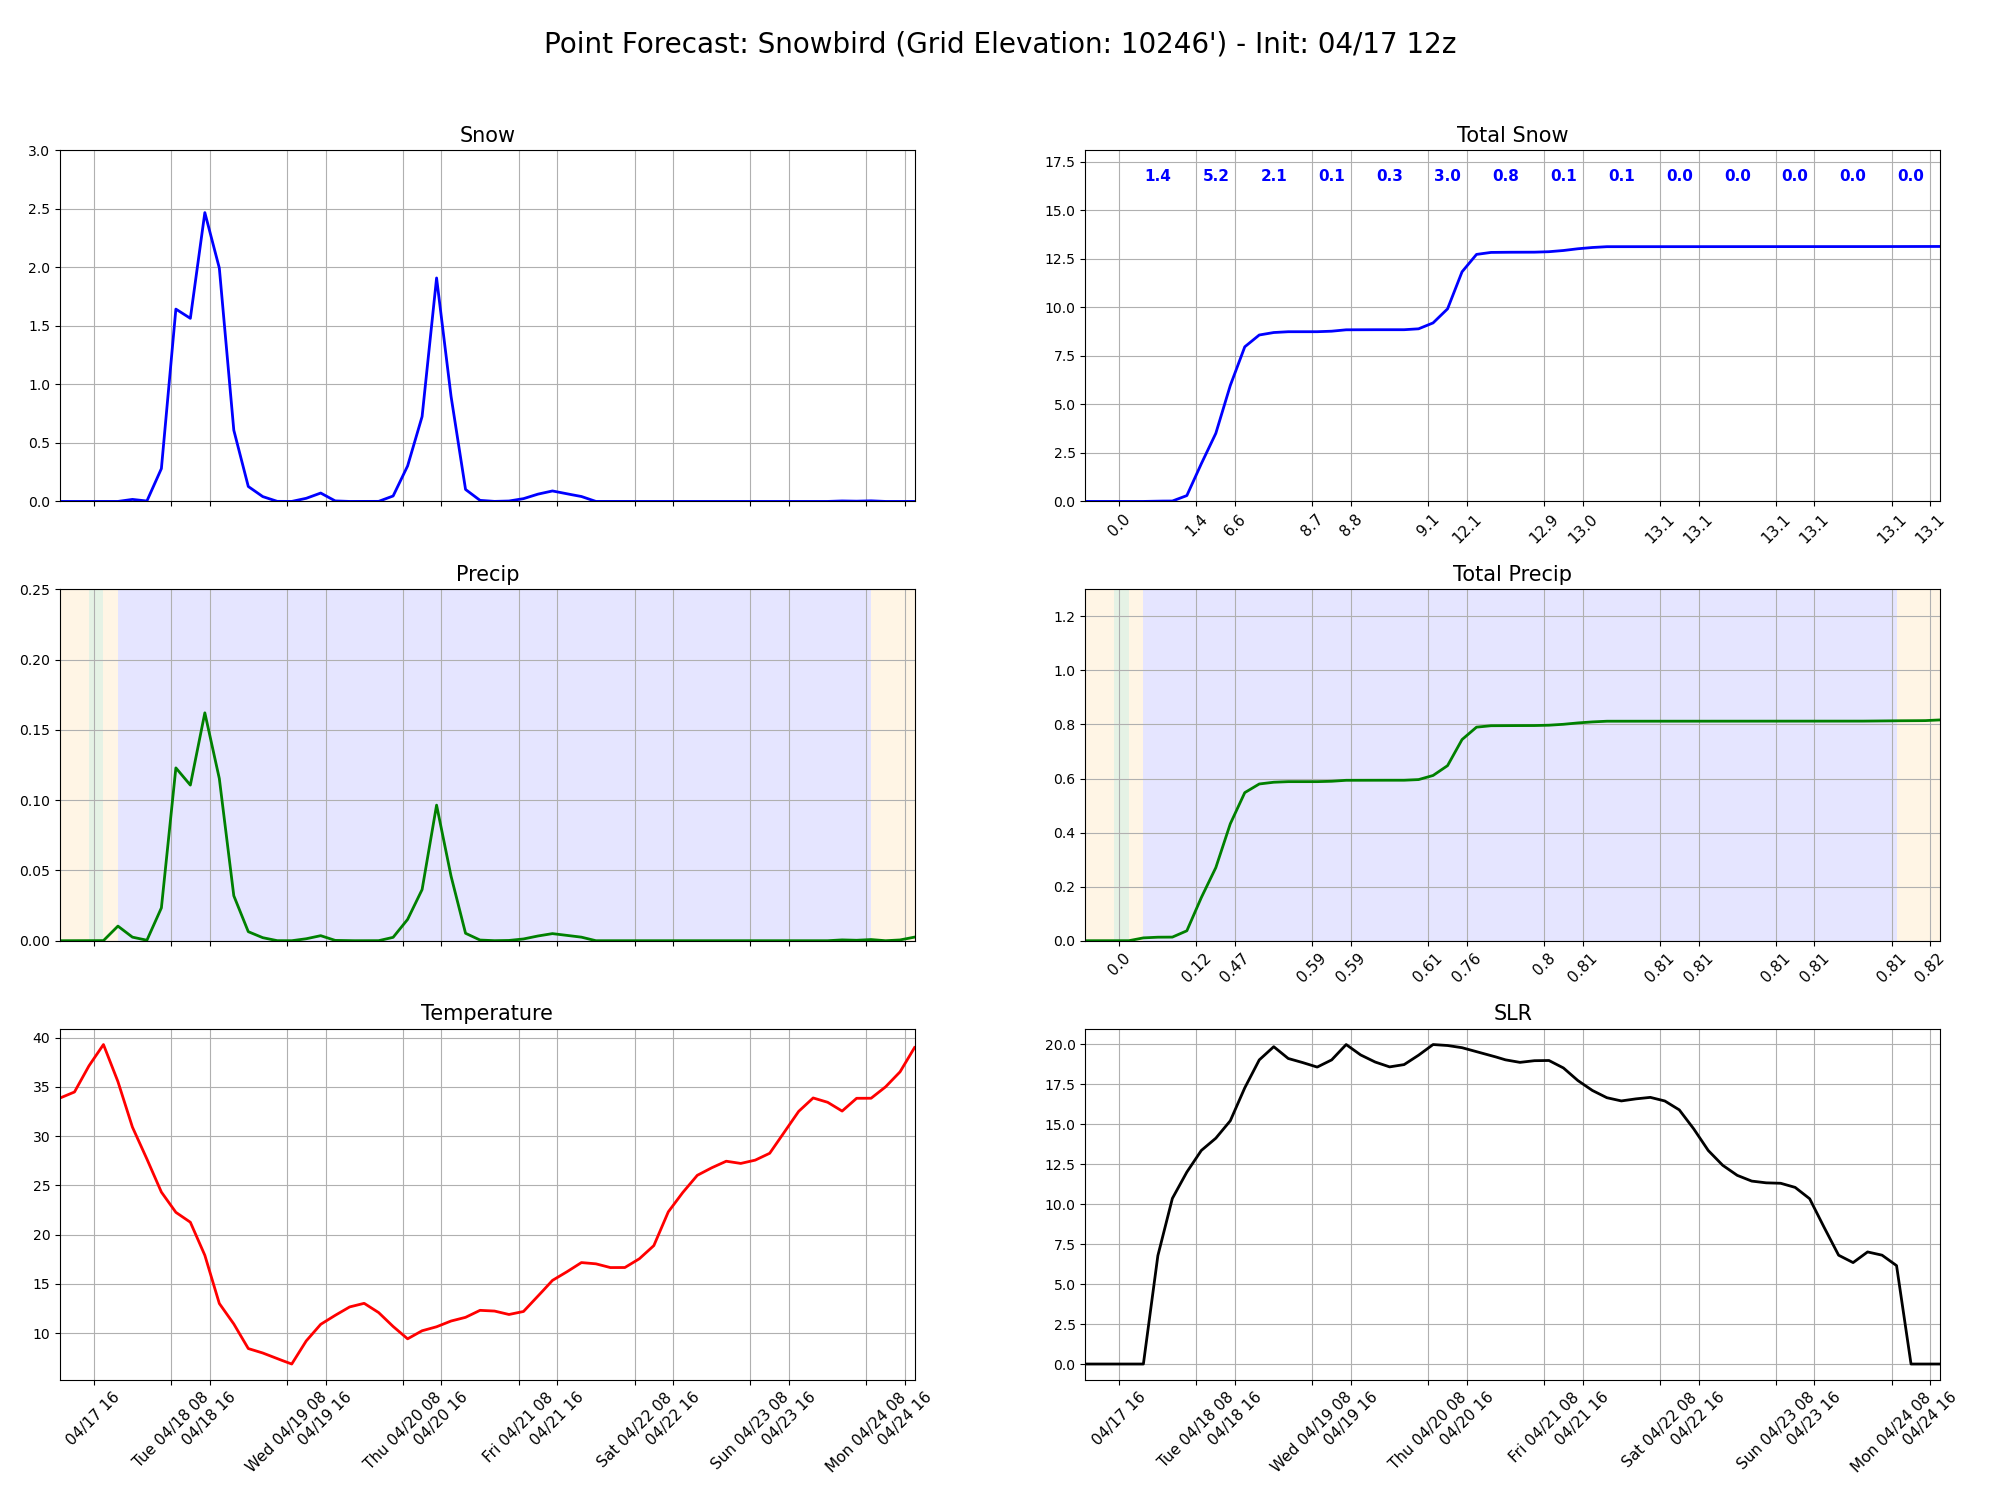 Point Forecast: Snowbird (Grid Elevation: 10246') - Init: 04/17 12z
Snow
3.0
2.5
2.0
1.5
1.0
0.5
0.0
Total Snow
17.5
15.0
12.5
10.0
7.5
5.0
2.5
0.0
1.4 5.2 2.1 0.1 0.3 3.0 0.8 0.1 0.1 0.0 0.0 0.0 0.0 0.0
0.0 1.4 6.6 8.7 8.8 9.1 12.1 12.9 13.0 13.1 13.1 13.1 13.1 13.1 13.1
Precip
0.25
0.20
0.15
0.10
0.05
0.00
Total Precip
1.2
1.0
0.8
0.6
0.4
0.2
0.0
0.0 0.12 0.47 0.59 0.59 0.61 0.76 0.8 0.81 0.81 0.81 0.81 0.81 0.81 0.82
Temperature
40
35
30
25
20
15
10
04/17 16
Tue 04/18 08
04/18 16
Wed 04/19 08
04/19 16
Thu 04/20 08
04/20 16
Fri 04/21 08
04/21 16
Sat 04/22 08
04/22 16
Sun 04/23 08
04/23 16
Mon 04/24 08
04/24 16
SLR
20.0
17.5
15.0
12.5
10.0
7.5
5.0
2.5
0.0
04/17 16
Tue 04/18 08
04/18 16
Wed 04/19 08
04/19 16
Thu 04/20 08
04/20 16
Fri 04/21 08
04/21 16
Sat 04/22 08
04/22 16
Sun 04/23 08
04/23 16
Mon 04/24 08
04/24 16